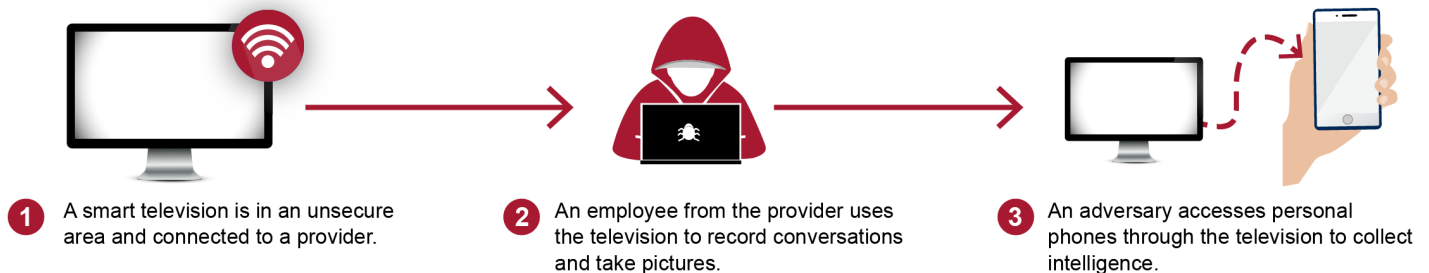 1
A smart television is in an unsecure
area and connected to a provider.
2
An employee from the provider uses
the television to record conversations
and take pictures.
3
An adversary accesses personal
phones through the television to collect
intelligence.